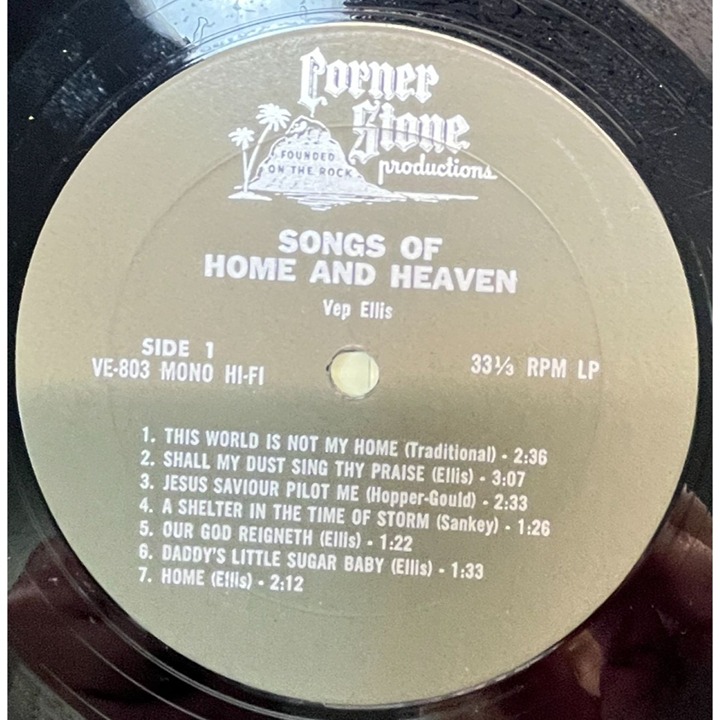 Corner
Stone
productions
FOUNDED
ON THE ROCK
SONGS OF
HOME AND HEAVEN
Vep Ellis
SIDE 1
VE-803 MONO HI-FI
33⅓ RPM LP
1. THIS WORLD IS NOT MY HOME (Traditional) - 2:36
2. SHALL MY DUST SING THY PRAISE (Ellis) - 3:07
3. JESUS SAVIOUR PILOT ME (Hopper-Gould) - 2:33
4. A SHELTER IN THE TIME OF STORM (Sankey) - 1:26
5. OUR GOD REIGNETH (Ellis) - 1:22
6. DADDY'S LITTLE SUGAR BABY (Ellis) - 1:33
7. HOME (Ellis) - 2:12